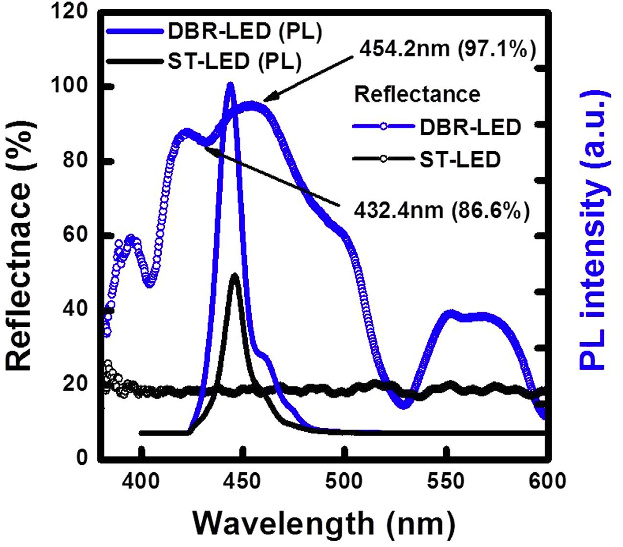 120
100
80
60
40
20
0
Reflectnace (%)
DBR-LED (PL)
ST-LED (PL)
454.2nm (97.1%)
Reflectance
DBR-LED
ST-LED
432.4nm (86.6%)
PL intensity (a.u.)
400 450 500 550 600
Wavelength (nm)